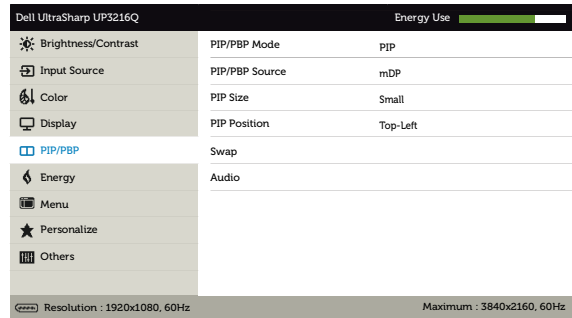 Dell UltraSharp UP3216Q Energy Use
Brightness/Contrast
Input Source
Color
Display
PIP/PBP
Energy
Menu
Personalize
Others
PIP/PBP Mode PIP
PIP/PBP Source mDP
PIP Size Small
PIP Position Top-Left
Swap
Audio
Resolution : 1920x1080, 60Hz Maximum : 3840x2160, 60Hz